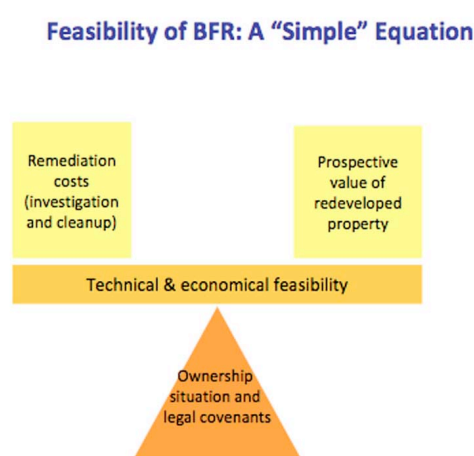 Feasibility of BFR: A “Simple” Equation
Remediation
costs
(investigation
and cleanup)
Prospective
value of
redeveloped
property
Technical & economical feasibility
Ownership
situation and
legal covenants